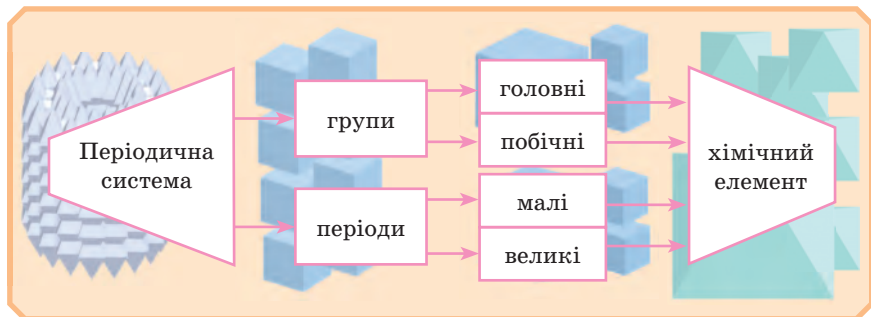 Періодична
система
групи
періоди
головні
побічні
малі
великі
хімічний
елемент